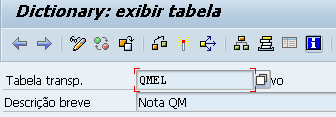 Dictionary: exibir tabela
Tabela transp. QMEL vo
Descrição breve Nota QM